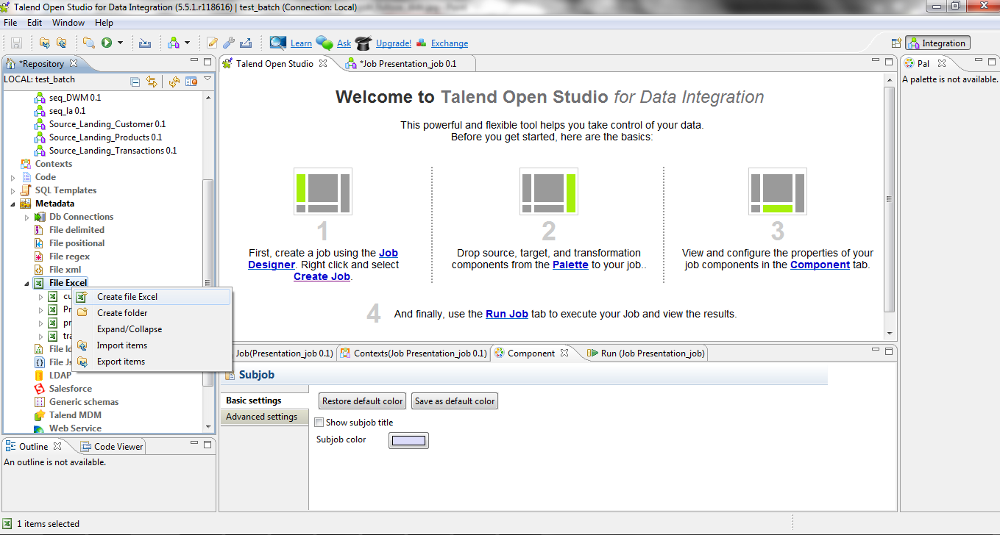 Talend Open Studio for Data Integration (5.5.1.r118616) | test_batch (Connection: Local)
File Edit Window Help
Learn Ask Upgrade! Exchange Integration
*Repository
LOCAL: test_batch
seq_DWM 0.1
seq_la 0.1
Source_Landing_Customer 0.1
Source_Landing_Products 0.1
Source_Landing_Transactions 0.1
Contexts
Code
SQL Templates
Metadata
Db Connections
File delimited
File positional
File regex
File xml
File Excel
cu
Pr
pr
tra
File ld
File Js
LDAP
Salesforce
Generic schemas
Talend MDM
Web Service
Create file Excel
Create folder
Expand/Collapse
Import items
Export items
Outline Code Viewer
An outline is not available.
Talend Open Studio *Job Presentation_job 0.1
Welcome to Talend Open Studio for Data Integration
This powerful and flexible tool helps you take control of your data.
Before you get started, here are the basics:
1
First, create a job using the Job
Designer. Right click and select
Create Job.
2
Drop source, target, and transformation
components from the Palette to your job..
3
View and configure the properties of your
job components in the Component tab.
4 And finally, use the Run Job tab to execute your Job and view the results.
Job(Presentation_job 0.1) Contexts(Job Presentation_job 0.1) Component Run (Job Presentation_job)
Subjob
Basic settings
Advanced settings
Restore default color Save as default color
Show subjob title
Subjob color
Pal
A palette is not available.
1 items selected